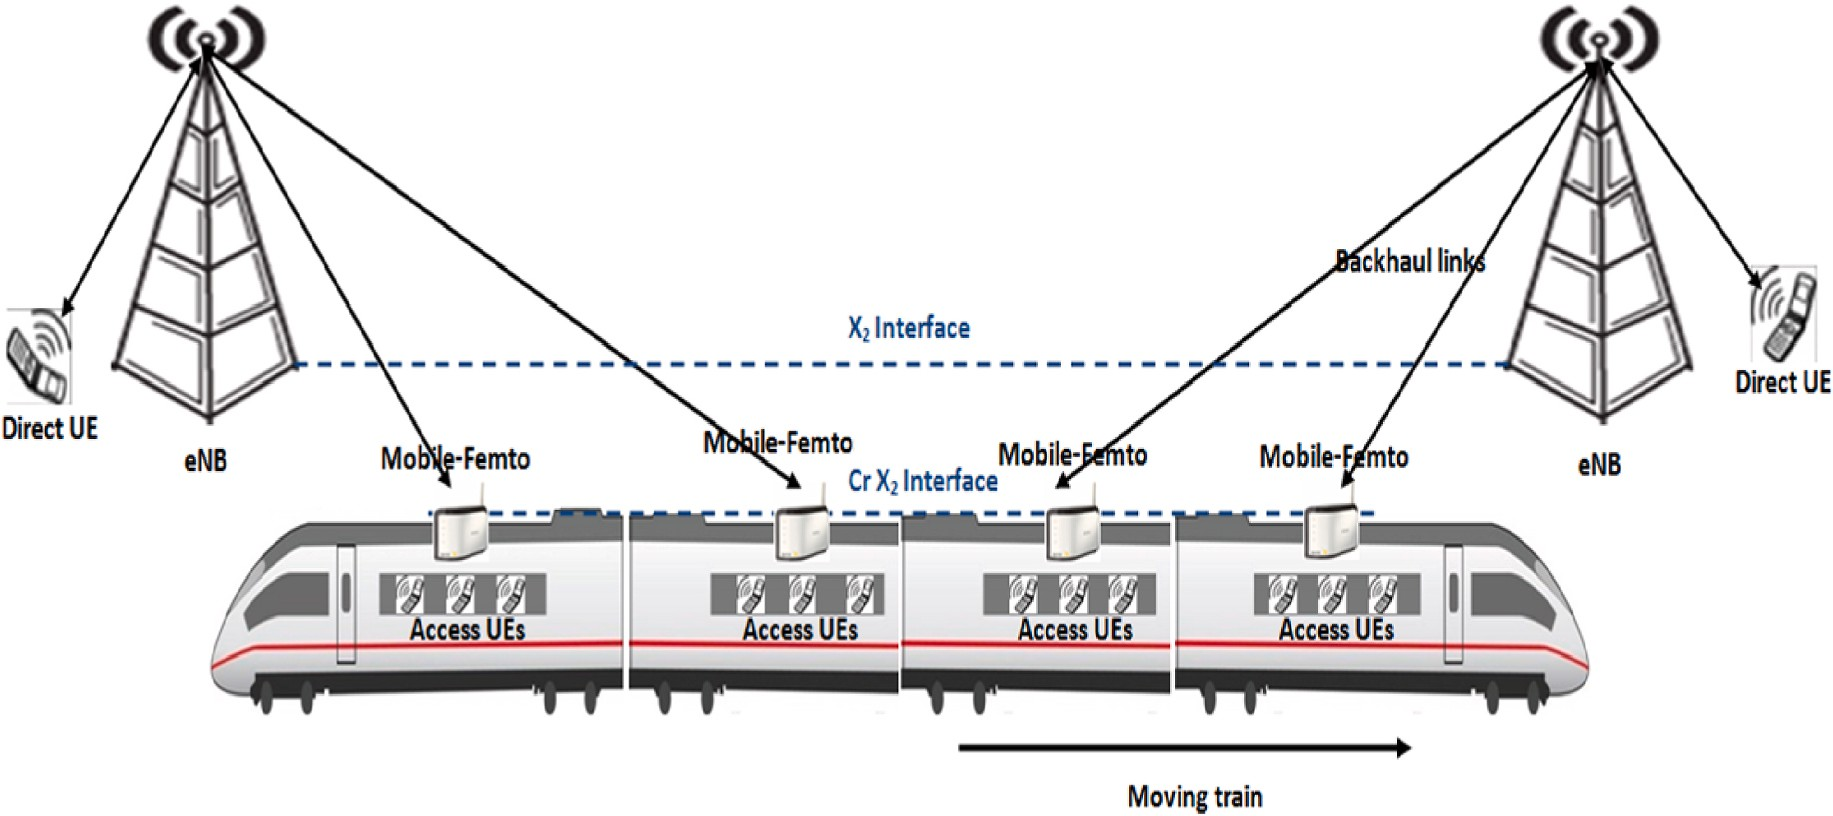 Backhaul links
X₂ Interface
Direct UE
Direct UE
eNB
Mobile-Femto
Mobile-Femto
Mobile-Femto
Mobile-Femto
eNB
Cr X₂ Interface
Access UEs
Access UEs
Access UEs
Access UEs
Moving train